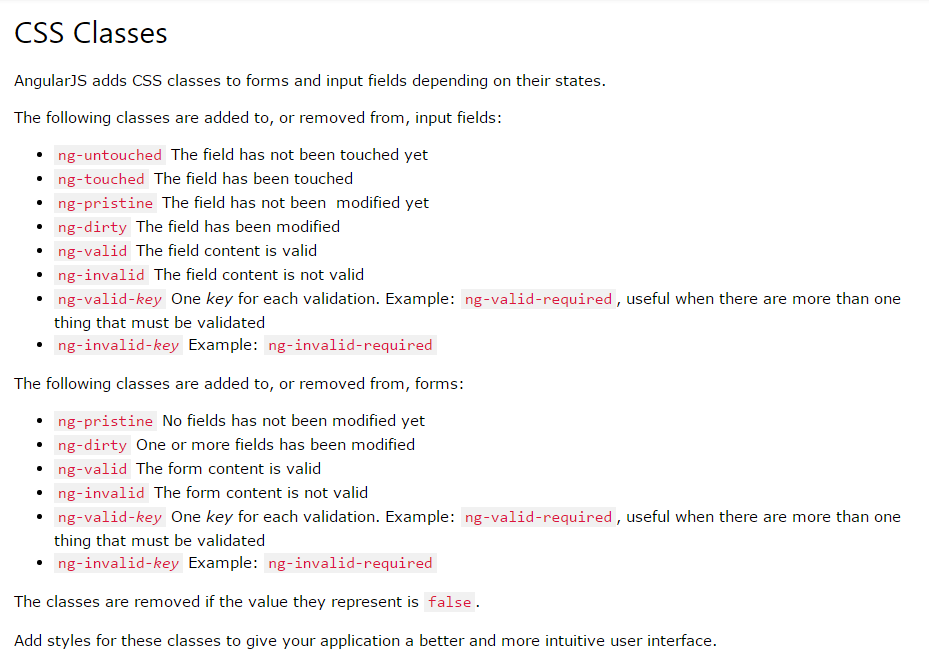 CSS Classes
AngularJS adds CSS classes to forms and input fields depending on their states.
The following classes are added to, or removed from, input fields:
ng-untouched The field has not been touched yet
ng-touched The field has been touched
ng-pristine The field has not been  modified yet
ng-dirty The field has been modified
ng-valid The field content is valid
ng-invalid The field content is not valid
ng-valid-key One key for each validation. Example: ng-valid-required, useful when there are more than one
thing that must be validated
ng-invalid-key Example: ng-invalid-required
The following classes are added to, or removed from, forms:
ng-pristine No fields has not been modified yet
ng-dirty One or more fields has been modified
ng-valid The form content is valid
ng-invalid The form content is not valid
ng-valid-key One key for each validation. Example: ng-valid-required, useful when there are more than one
thing that must be validated
ng-invalid-key Example: ng-invalid-required
The classes are removed if the value they represent is false.
Add styles for these classes to give your application a better and more intuitive user interface.